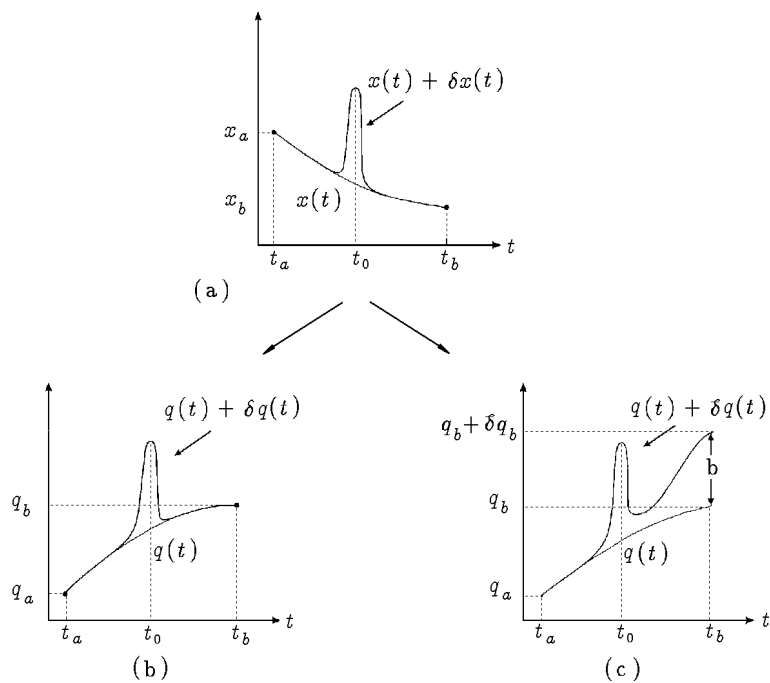 x(t) + δx(t)
x_a
x_b
x(t)
t_a t_0 t_b t
(a)
q(t) + δq(t)
q_b
q(t)
q_a
t_a t_0 t_b t
(b)
q(t) + δq(t)
q_b + δq_b
b
q_b
q(t)
q_a
t_a t_0 t_b t
(c)